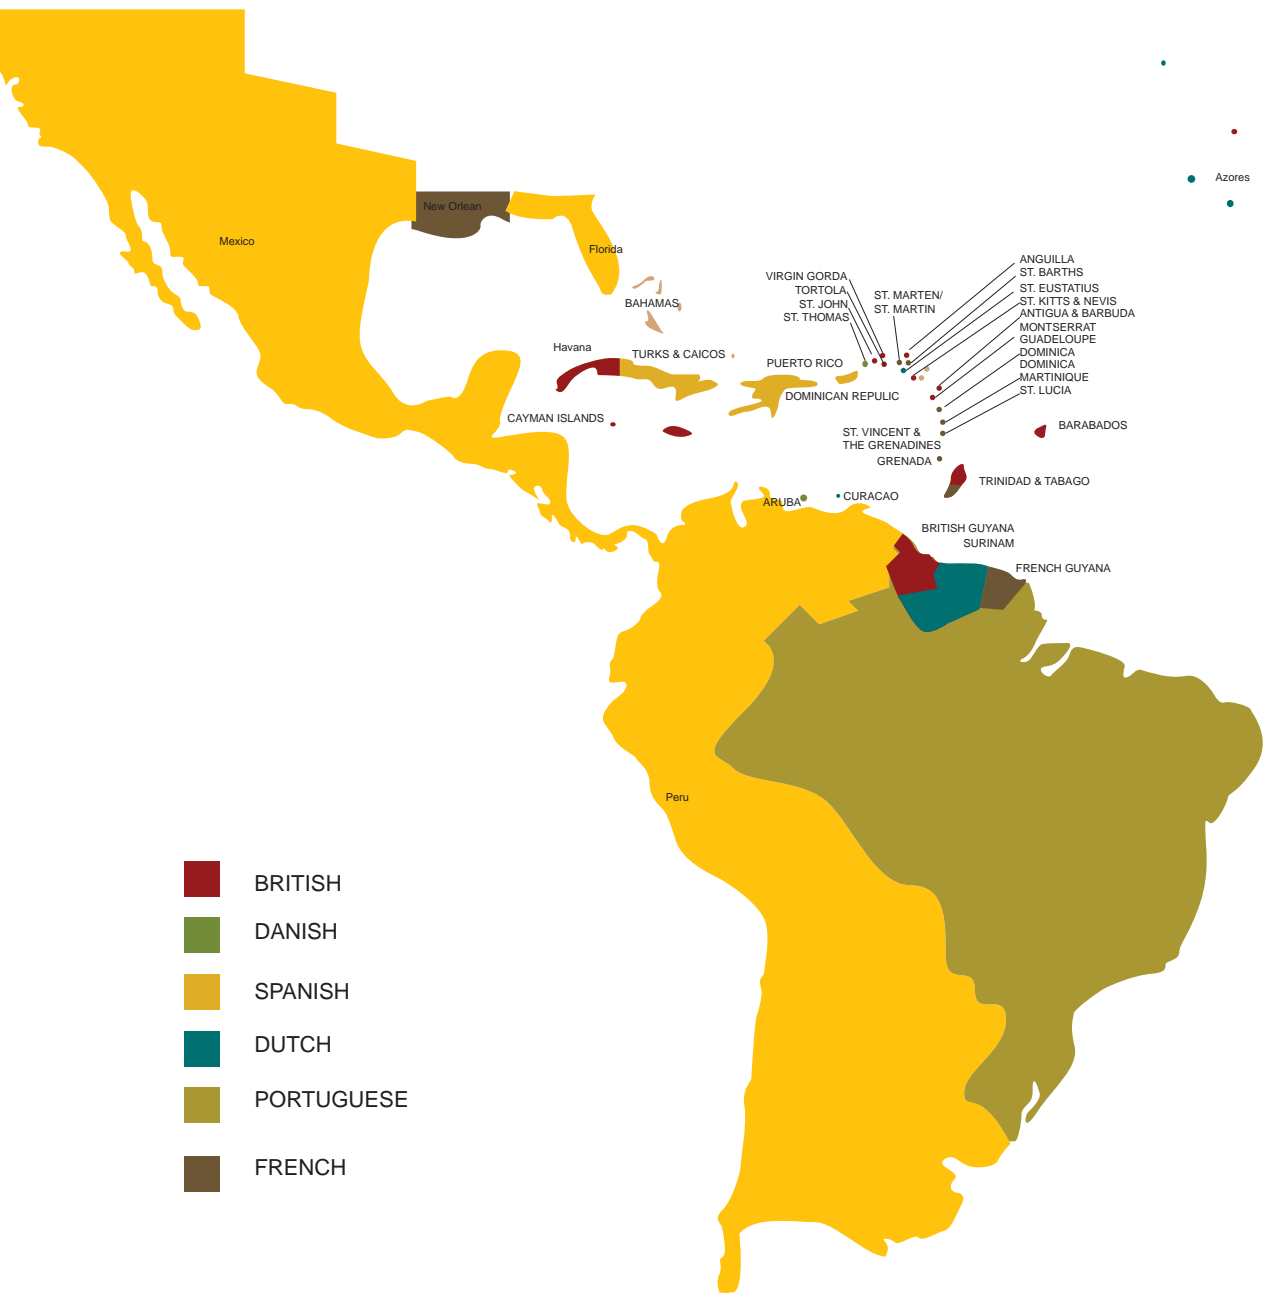 Azores
New Orlean
Mexico
Florida
BAHAMAS
Havana
TURKS & CAICOS
CAYMAN ISLANDS
VIRGIN GORDA
TORTOLA
ST. JOHN
ST. THOMAS
ST. MARTEN/
ST. MARTIN
PUERTO RICO
DOMINICAN REPULIC
ANGUILLA
ST. BARTHS
ST. EUSTATIUS
ST. KITTS & NEVIS
ANTIGUA & BARBUDA
MONTSERRAT
GUADELOUPE
DOMINICA
DOMINICA
MARTINIQUE
ST. LUCIA
ST. VINCENT &
THE GRENADINES
GRENADA
BARABADOS
TRINIDAD & TABAGO
ARUBA
CURACAO
BRITISH GUYANA
SURINAM
FRENCH GUYANA
Peru
BRITISH
DANISH
SPANISH
DUTCH
PORTUGUESE
FRENCH